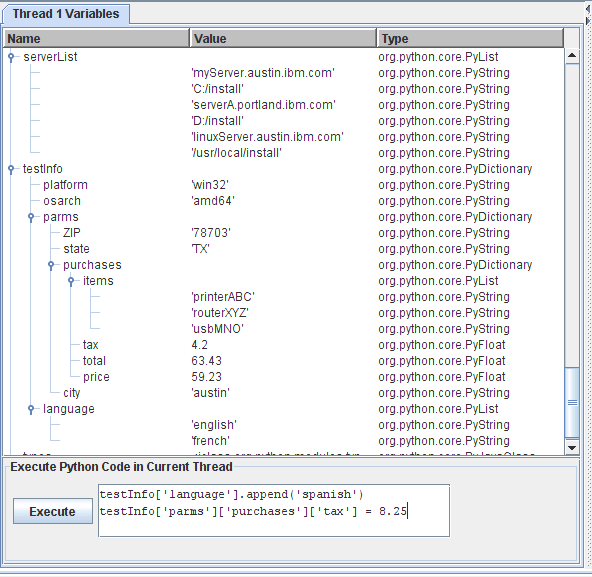 Thread 1 Variables
Name Value Type
serverList org.python.core.PyList
'myServer.austin.ibm.com' org.python.core.PyString
'C:/install' org.python.core.PyString
'serverA.portland.ibm.com' org.python.core.PyString
'D:/install' org.python.core.PyString
'linuxServer.austin.ibm.com' org.python.core.PyString
'/usr/local/install' org.python.core.PyString
testInfo org.python.core.PyDictionary
platform 'win32' org.python.core.PyString
osarch 'amd64' org.python.core.PyString
parms org.python.core.PyDictionary
ZIP '78703' org.python.core.PyString
state 'TX' org.python.core.PyString
purchases org.python.core.PyDictionary
items org.python.core.PyList
'printerABC' org.python.core.PyString
'routerXYZ' org.python.core.PyString
'usbMNO' org.python.core.PyString
tax 4.2 org.python.core.PyFloat
total 63.43 org.python.core.PyFloat
price 59.23 org.python.core.PyFloat
city 'austin' org.python.core.PyString
language org.python.core.PyList
'english' org.python.core.PyString
'french' org.python.core.PyString
Execute Python Code in Current Thread
Execute
testInfo['language'].append('spanish')
testInfo['parms']['purchases']['tax'] = 8.25